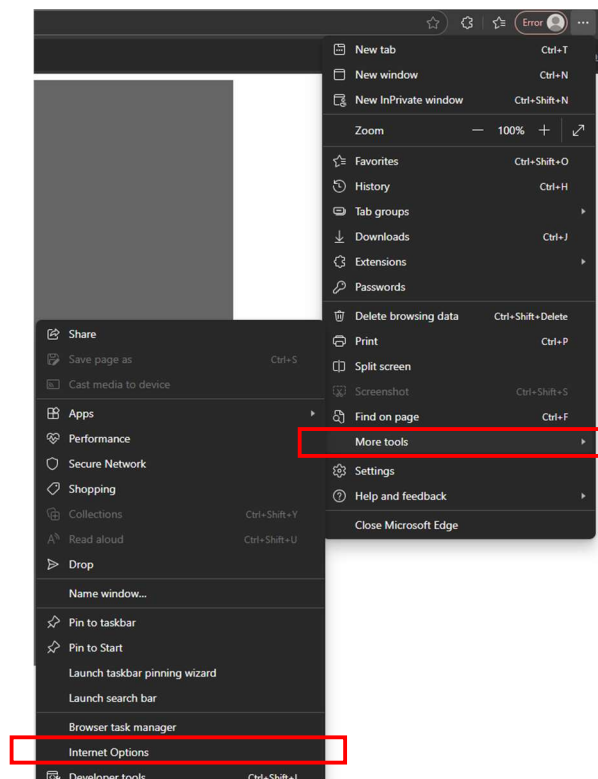 Error
New tab Ctrl+T
New window Ctrl+N
New InPrivate window Ctrl+Shift+N
Zoom 100%
Favorites Ctrl+Shift+O
History Ctrl+H
Tab groups
Downloads Ctrl+J
Extensions
Passwords
Delete browsing data Ctrl+Shift+Delete
Print Ctrl+P
Split screen
Screenshot Ctrl+Shift+S
Find on page Ctrl+F
More tools
Settings
Help and feedback
Close Microsoft Edge
Share
Save page as Ctrl+S
Cast media to device
Apps
Performance
Secure Network
Shopping
Collections Ctrl+Shift+Y
Read aloud Ctrl+Shift+U
Drop
Name window...
Pin to taskbar
Pin to Start
Launch taskbar pinning wizard
Launch search bar
Browser task manager
Internet Options
Developer tools Ctrl+Shift+I